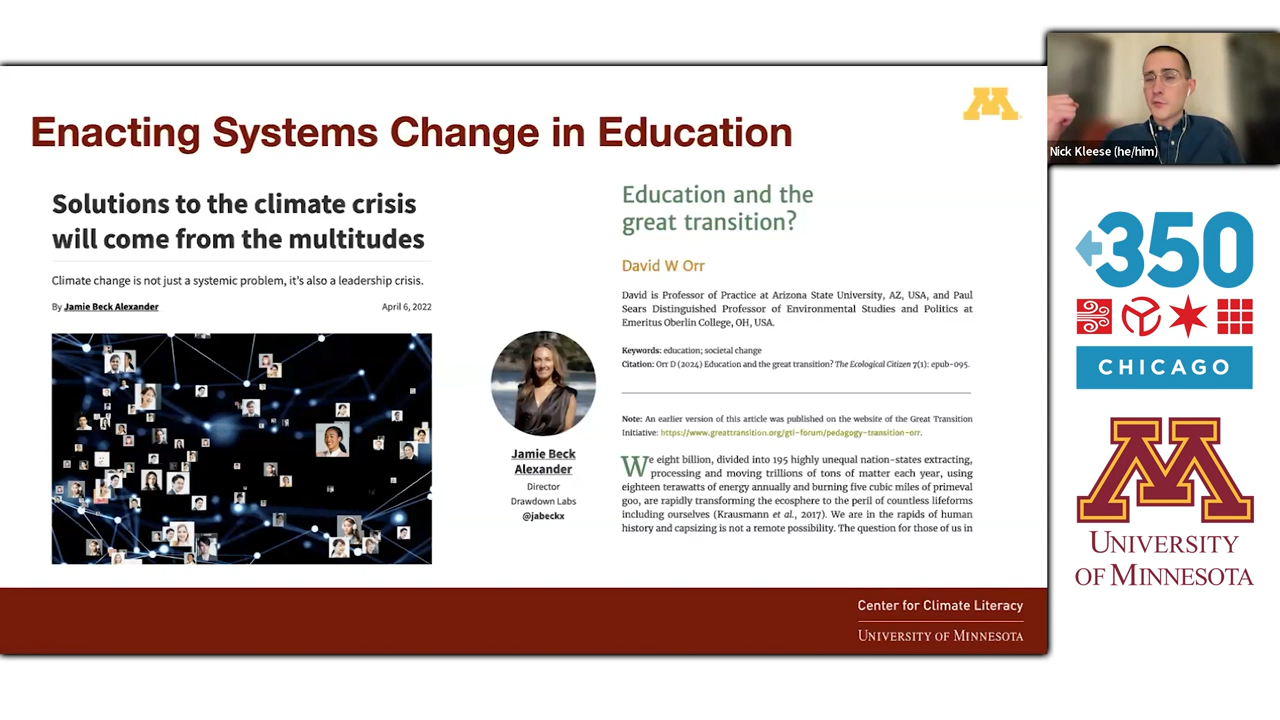 Enacting Systems Change in Education
M
Solutions to the climate crisis
will come from the multitudes
Climate change is not just a systemic problem, it's also a leadership crisis.
By Jamie Beck Alexander
April 6, 2022
Jamie Beck
Alexander
Director
Drawdown Labs
@jabeckx
Education and the
great transition?
David W Orr
David is Professor of Practice at Arizona State University, AZ, USA, and Paul
Sears Distinguished Professor of Environmental Studies and Politics at
Emeritus Oberlin College, OH, USA.
Keywords: education; societal change
Citation: Orr D (2024) Education and the great transition? The Ecological Citizen 7(1): epub-095.
Note: An earlier version of this article was published on the website of the Great Transition
Initiative: https://www.greattransition.org/gti-forum/pedagogy-transition-orr.
We eight billion, divided into 195 highly unequal nation-states extracting,
processing and moving trillions of tons of matter each year, using
eighteen terawatts of energy annually and burning five cubic miles of primeval
goo, are rapidly transforming the ecosphere to the peril of countless lifeforms
including ourselves (Krausmann et al., 2017). We are in the rapids of human
history and capsizing is not a remote possibility. The question for those of us in
Center for Climate Literacy
UNIVERSITY OF MINNESOTA
Nick Kleese (he/him)
350
CHICAGO
M
UNIVERSITY
OF MINNESOTA